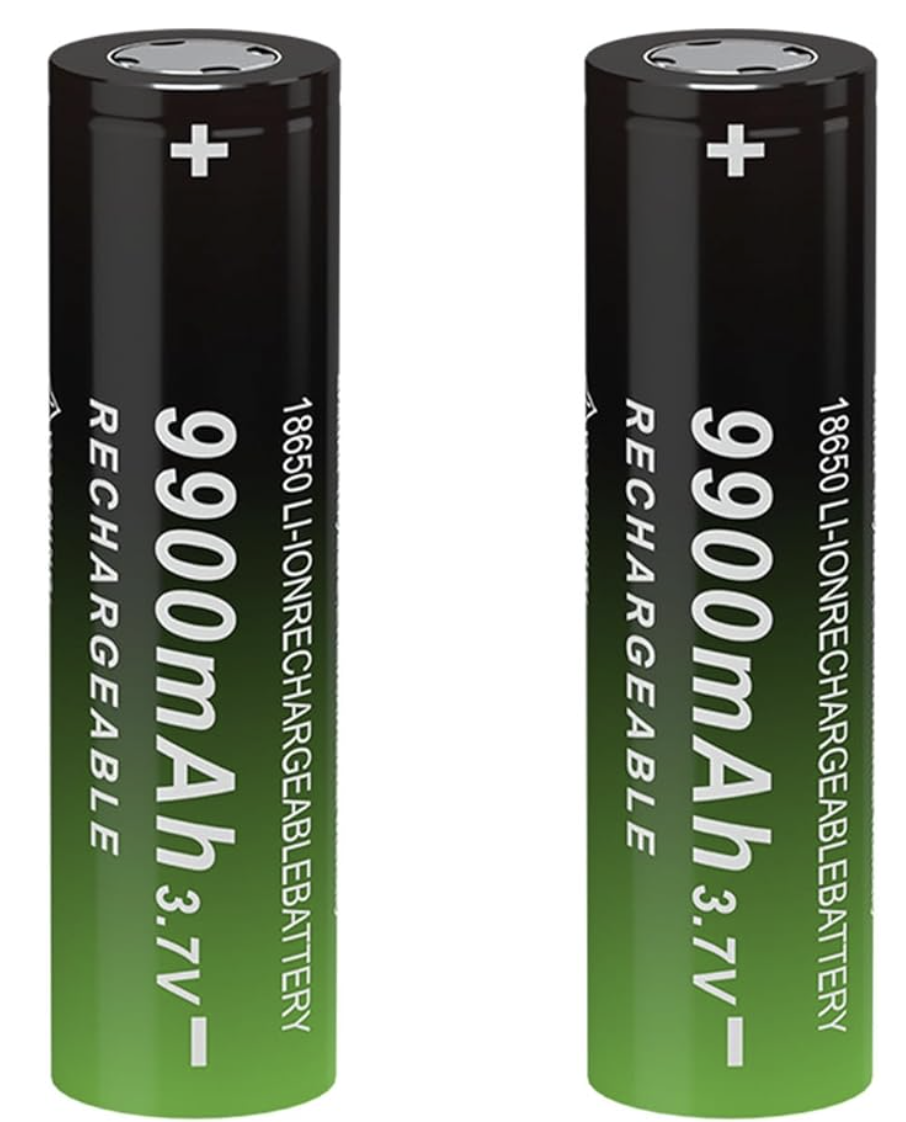 +
18650 LI-IONRECHARGEABLEBATTERY
9900mAh 3.7V −
RECHARGEABLE
+
18650 LI-IONRECHARGEABLEBATTERY
9900mAh 3.7V −
RECHARGEABLE